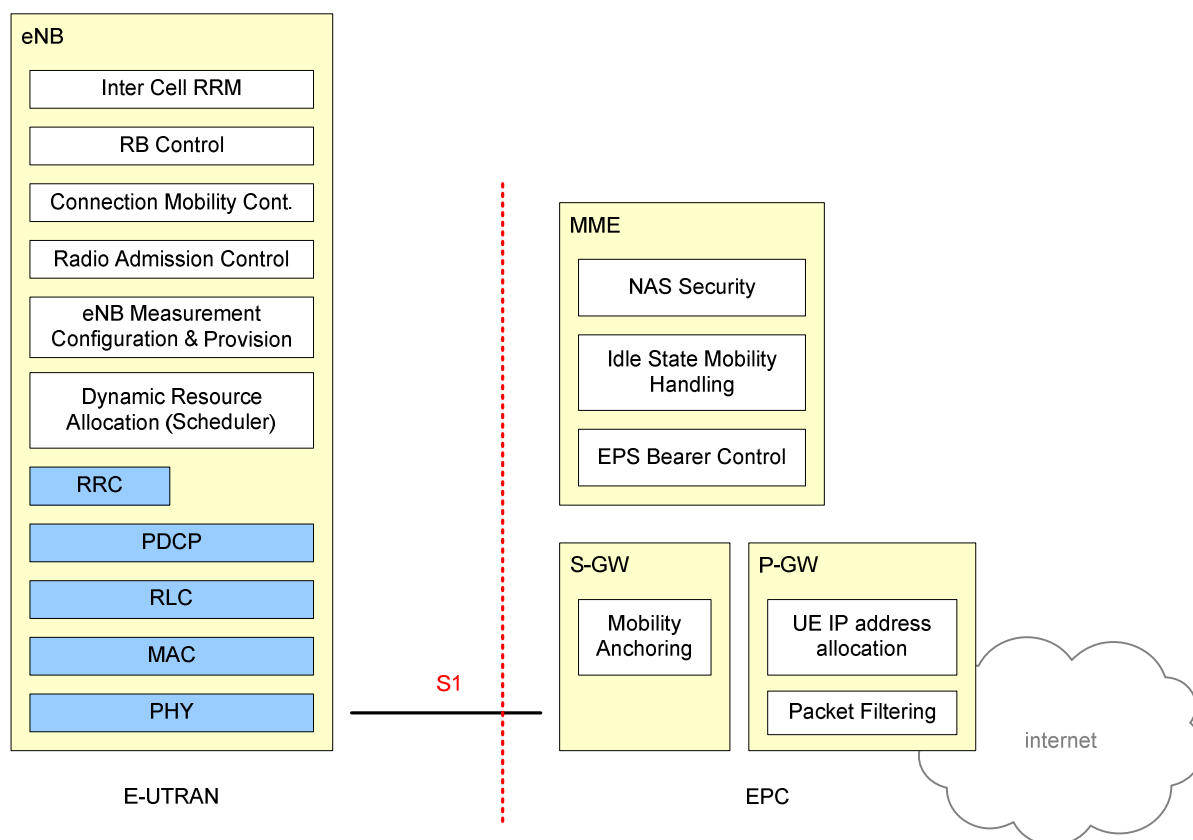 eNB
Inter Cell RRM
RB Control
Connection Mobility Cont.
Radio Admission Control
eNB Measurement
Configuration & Provision
Dynamic Resource
Allocation (Scheduler)
RRC
PDCP
RLC
MAC
PHY
E-UTRAN
S1
MME
NAS Security
Idle State Mobility
Handling
EPS Bearer Control
S-GW
Mobility
Anchoring
P-GW
UE IP address
allocation
Packet Filtering
internet
EPC